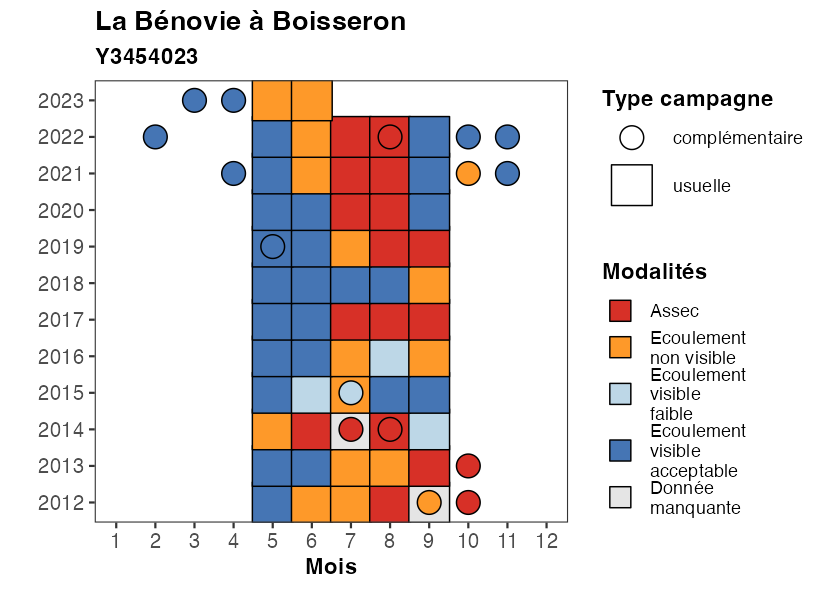 La Bénovie à Boisseron
Y3454023
2023
2022
2021
2020
2019
2018
2017
2016
2015
2014
2013
2012
1 2 3 4 5 6 7 8 9 10 11 12
Mois
Type campagne
complémentaire
usuelle
Modalités
Assec
Ecoulement
non visible
Ecoulement
visible
faible
Ecoulement
visible
acceptable
Donnée
manquante